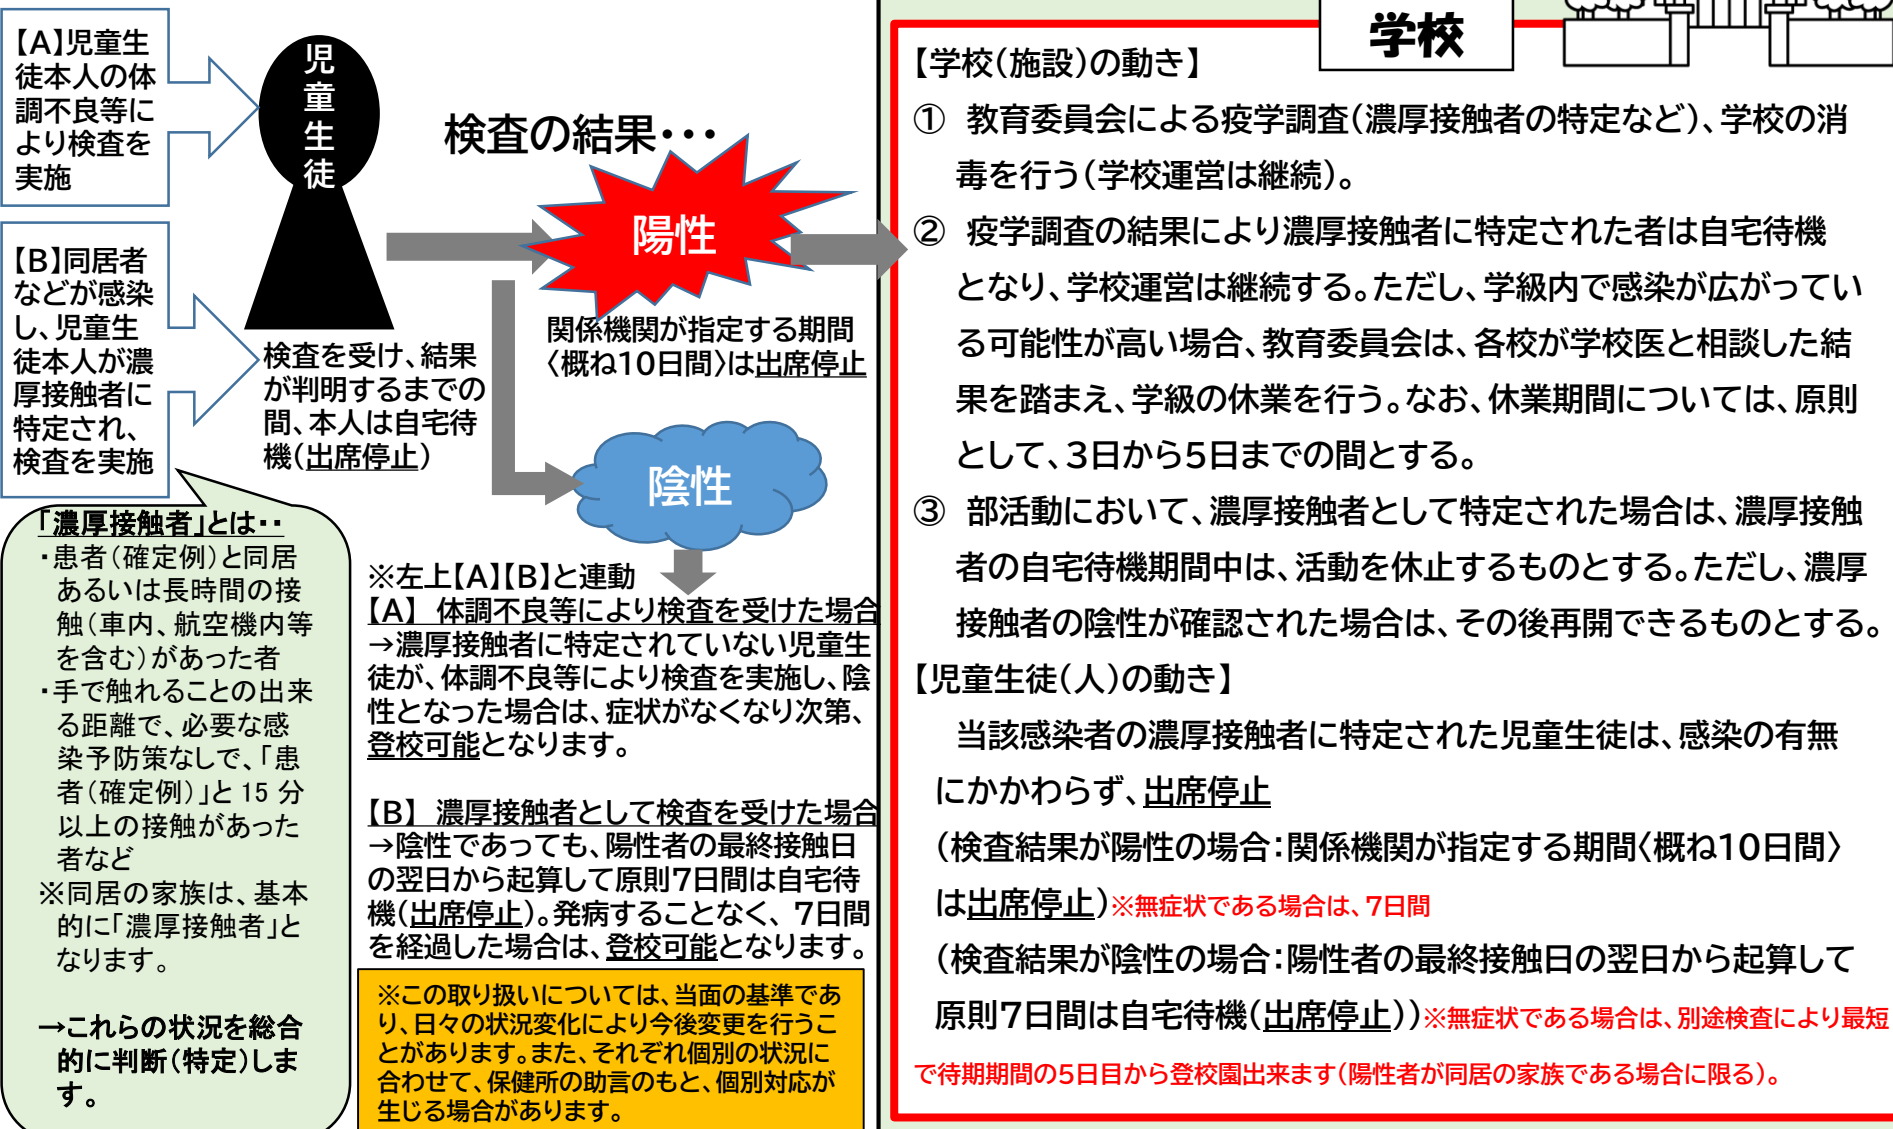 【A】児童生
徒本人の体
調不良等に
より検査を
実施
【B】同居者
などが感染
し、児童生
徒本人が濃
厚接触者に
特定され、
検査を実施
児童生徒
検査の結果・・・
陽性
関係機関が指定する期間
〈概ね10日間〉は出席停止
検査を受け、結果
が判明するまでの
間、本人は自宅待
機(出席停止)
陰性
「濃厚接触者」とは・・
・患者(確定例)と同居
あるいは長時間の接
触(車内、航空機内等
を含む)があった者
・手で触れることの出来
る距離で、必要な感
染予防策なしで、「患
者(確定例)」と 15 分
以上の接触があった
者など
※同居の家族は、基本
的に「濃厚接触者」と
なります。
→これらの状況を総合
的に判断(特定)しま
す。
※左上【A】【B】と連動
【A】 体調不良等により検査を受けた場合
→濃厚接触者に特定されていない児童生
徒が、体調不良等により検査を実施し、陰
性となった場合は、症状がなくなり次第、
登校可能となります。
【B】 濃厚接触者として検査を受けた場合
→陰性であっても、陽性者の最終接触日
の翌日から起算して原則7日間は自宅待
機(出席停止)。発病することなく、7日間
を経過した場合は、登校可能となります。
※この取り扱いについては、当面の基準であ
り、日々の状況変化により今後変更を行うこ
とがあります。また、それぞれ個別の状況に
合わせて、保健所の助言のもと、個別対応が
生じる場合があります。
学校
【学校(施設)の動き】
① 教育委員会による疫学調査(濃厚接触者の特定など)、学校の消
毒を行う(学校運営は継続)。
② 疫学調査の結果により濃厚接触者に特定された者は自宅待機
となり、学校運営は継続する。ただし、学級内で感染が広がってい
る可能性が高い場合、教育委員会は、各校が学校医と相談した結
果を踏まえ、学級の休業を行う。なお、休業期間については、原則
として、3日から5日までの間とする。
③ 部活動において、濃厚接触者として特定された場合は、濃厚接触
者の自宅待機期間中は、活動を休止するものとする。ただし、濃厚
接触者の陰性が確認された場合は、その後再開できるものとする。
【児童生徒(人)の動き】
当該感染者の濃厚接触者に特定された児童生徒は、感染の有無
にかかわらず、出席停止
(検査結果が陽性の場合:関係機関が指定する期間〈概ね10日間〉
は出席停止)※無症状である場合は、7日間
(検査結果が陰性の場合:陽性者の最終接触日の翌日から起算して
原則7日間は自宅待機(出席停止))※無症状である場合は、別途検査により最短
で待期期間の5日目から登校園出来ます(陽性者が同居の家族である場合に限る)。